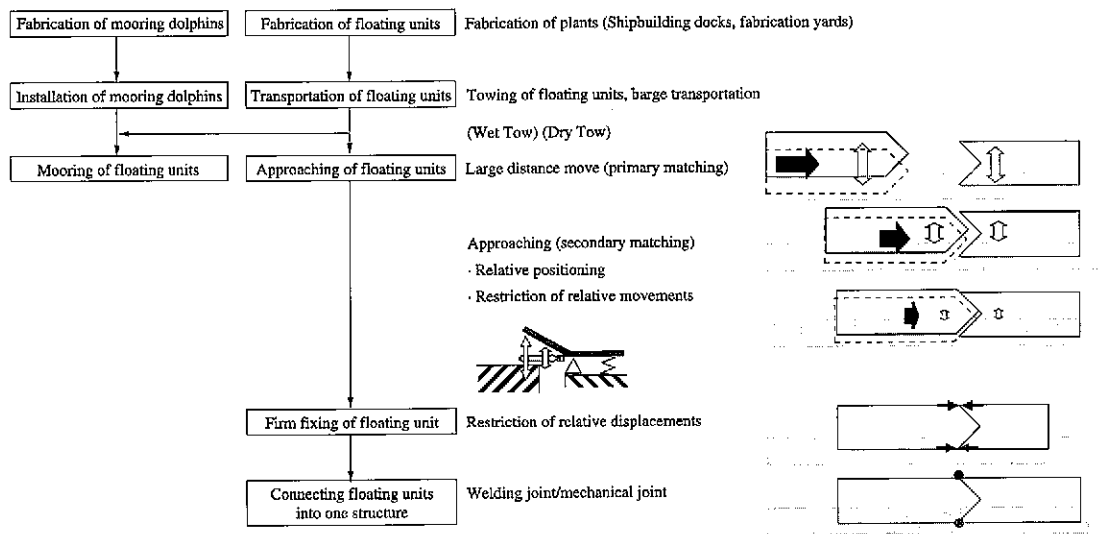 Fabrication of mooring dolphins
Fabrication of floating units
Fabrication of plants (Shipbuilding docks, fabrication yards)
Installation of mooring dolphins
Transportation of floating units
Towing of floating units, barge transportation
(Wet Tow) (Dry Tow)
Mooring of floating units
Approaching of floating units
Large distance move (primary matching)
Approaching (secondary matching)
· Relative positioning
· Restriction of relative movements
Firm fixing of floating unit
Restriction of relative displacements
Connecting floating units
into one structure
Welding joint/mechanical joint